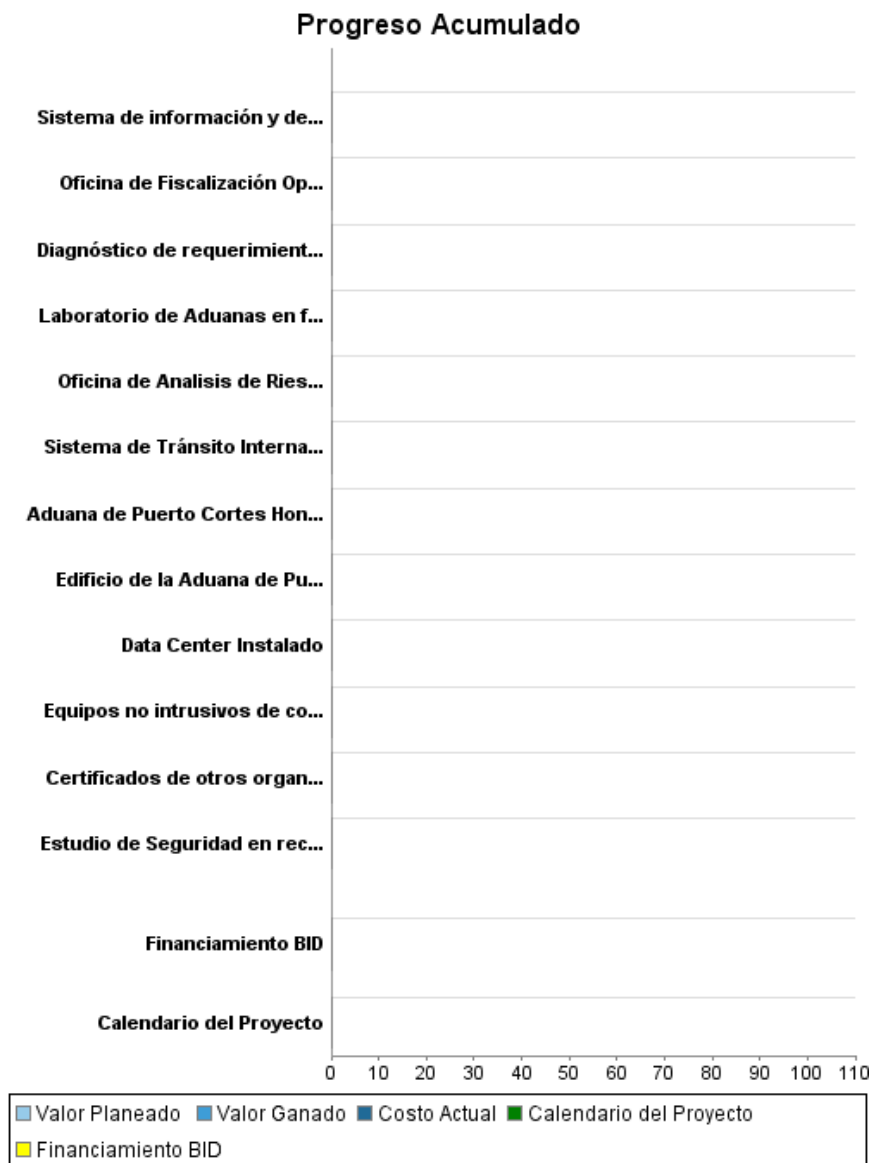 Progreso Acumulado
Sistema de información y de...
Oficina de Fiscalización Op...
Diagnóstico de requerimient...
Laboratorio de Aduanas en f...
Oficina de Analisis de Ries...
Sistema de Tránsito Interna...
Aduana de Puerto Cortes Hon...
Edificio de la Aduana de Pu...
Data Center Instalado
Equipos no intrusivos de co...
Certificados de otros organ...
Estudio de Seguridad en rec...
Financiamiento BID
Calendario del Proyecto
0 10 20 30 40 50 60 70 80 90 100 110
Valor Planeado Valor Ganado Costo Actual Calendario del Proyecto
Financiamiento BID